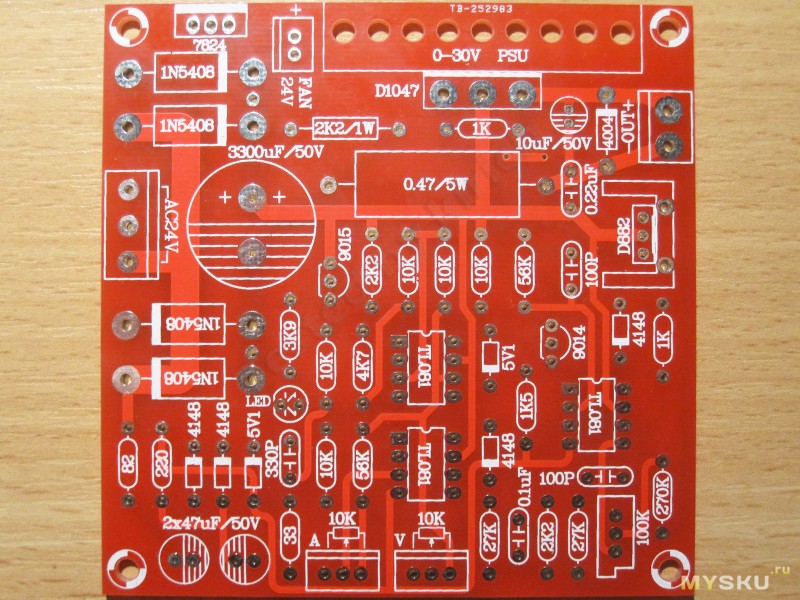 TB-252983
7824
+
FAN
24V
0-30V PSU
1N5408
D1047
1N5408
2K2/1W
1K
10uF/50V
4004
-OUT+
3300uF/50V
+ +
0.47/5W
0.22uF
AC24V
D882
9015
2K2
10K
10K
10K
56K
100P
1N5408
3K9
10K
4K7
TL081
5V1
9014
4148
1K
1N5408
LED
1K5
TL081
82
220
4148
4148
5V1
330P
10K
56K
TL081
4148
100P
270K
2x47uF/50V
33
A
10K
V
10K
27K
0.1uF
2K2
27K
100K
MYSKU.ru